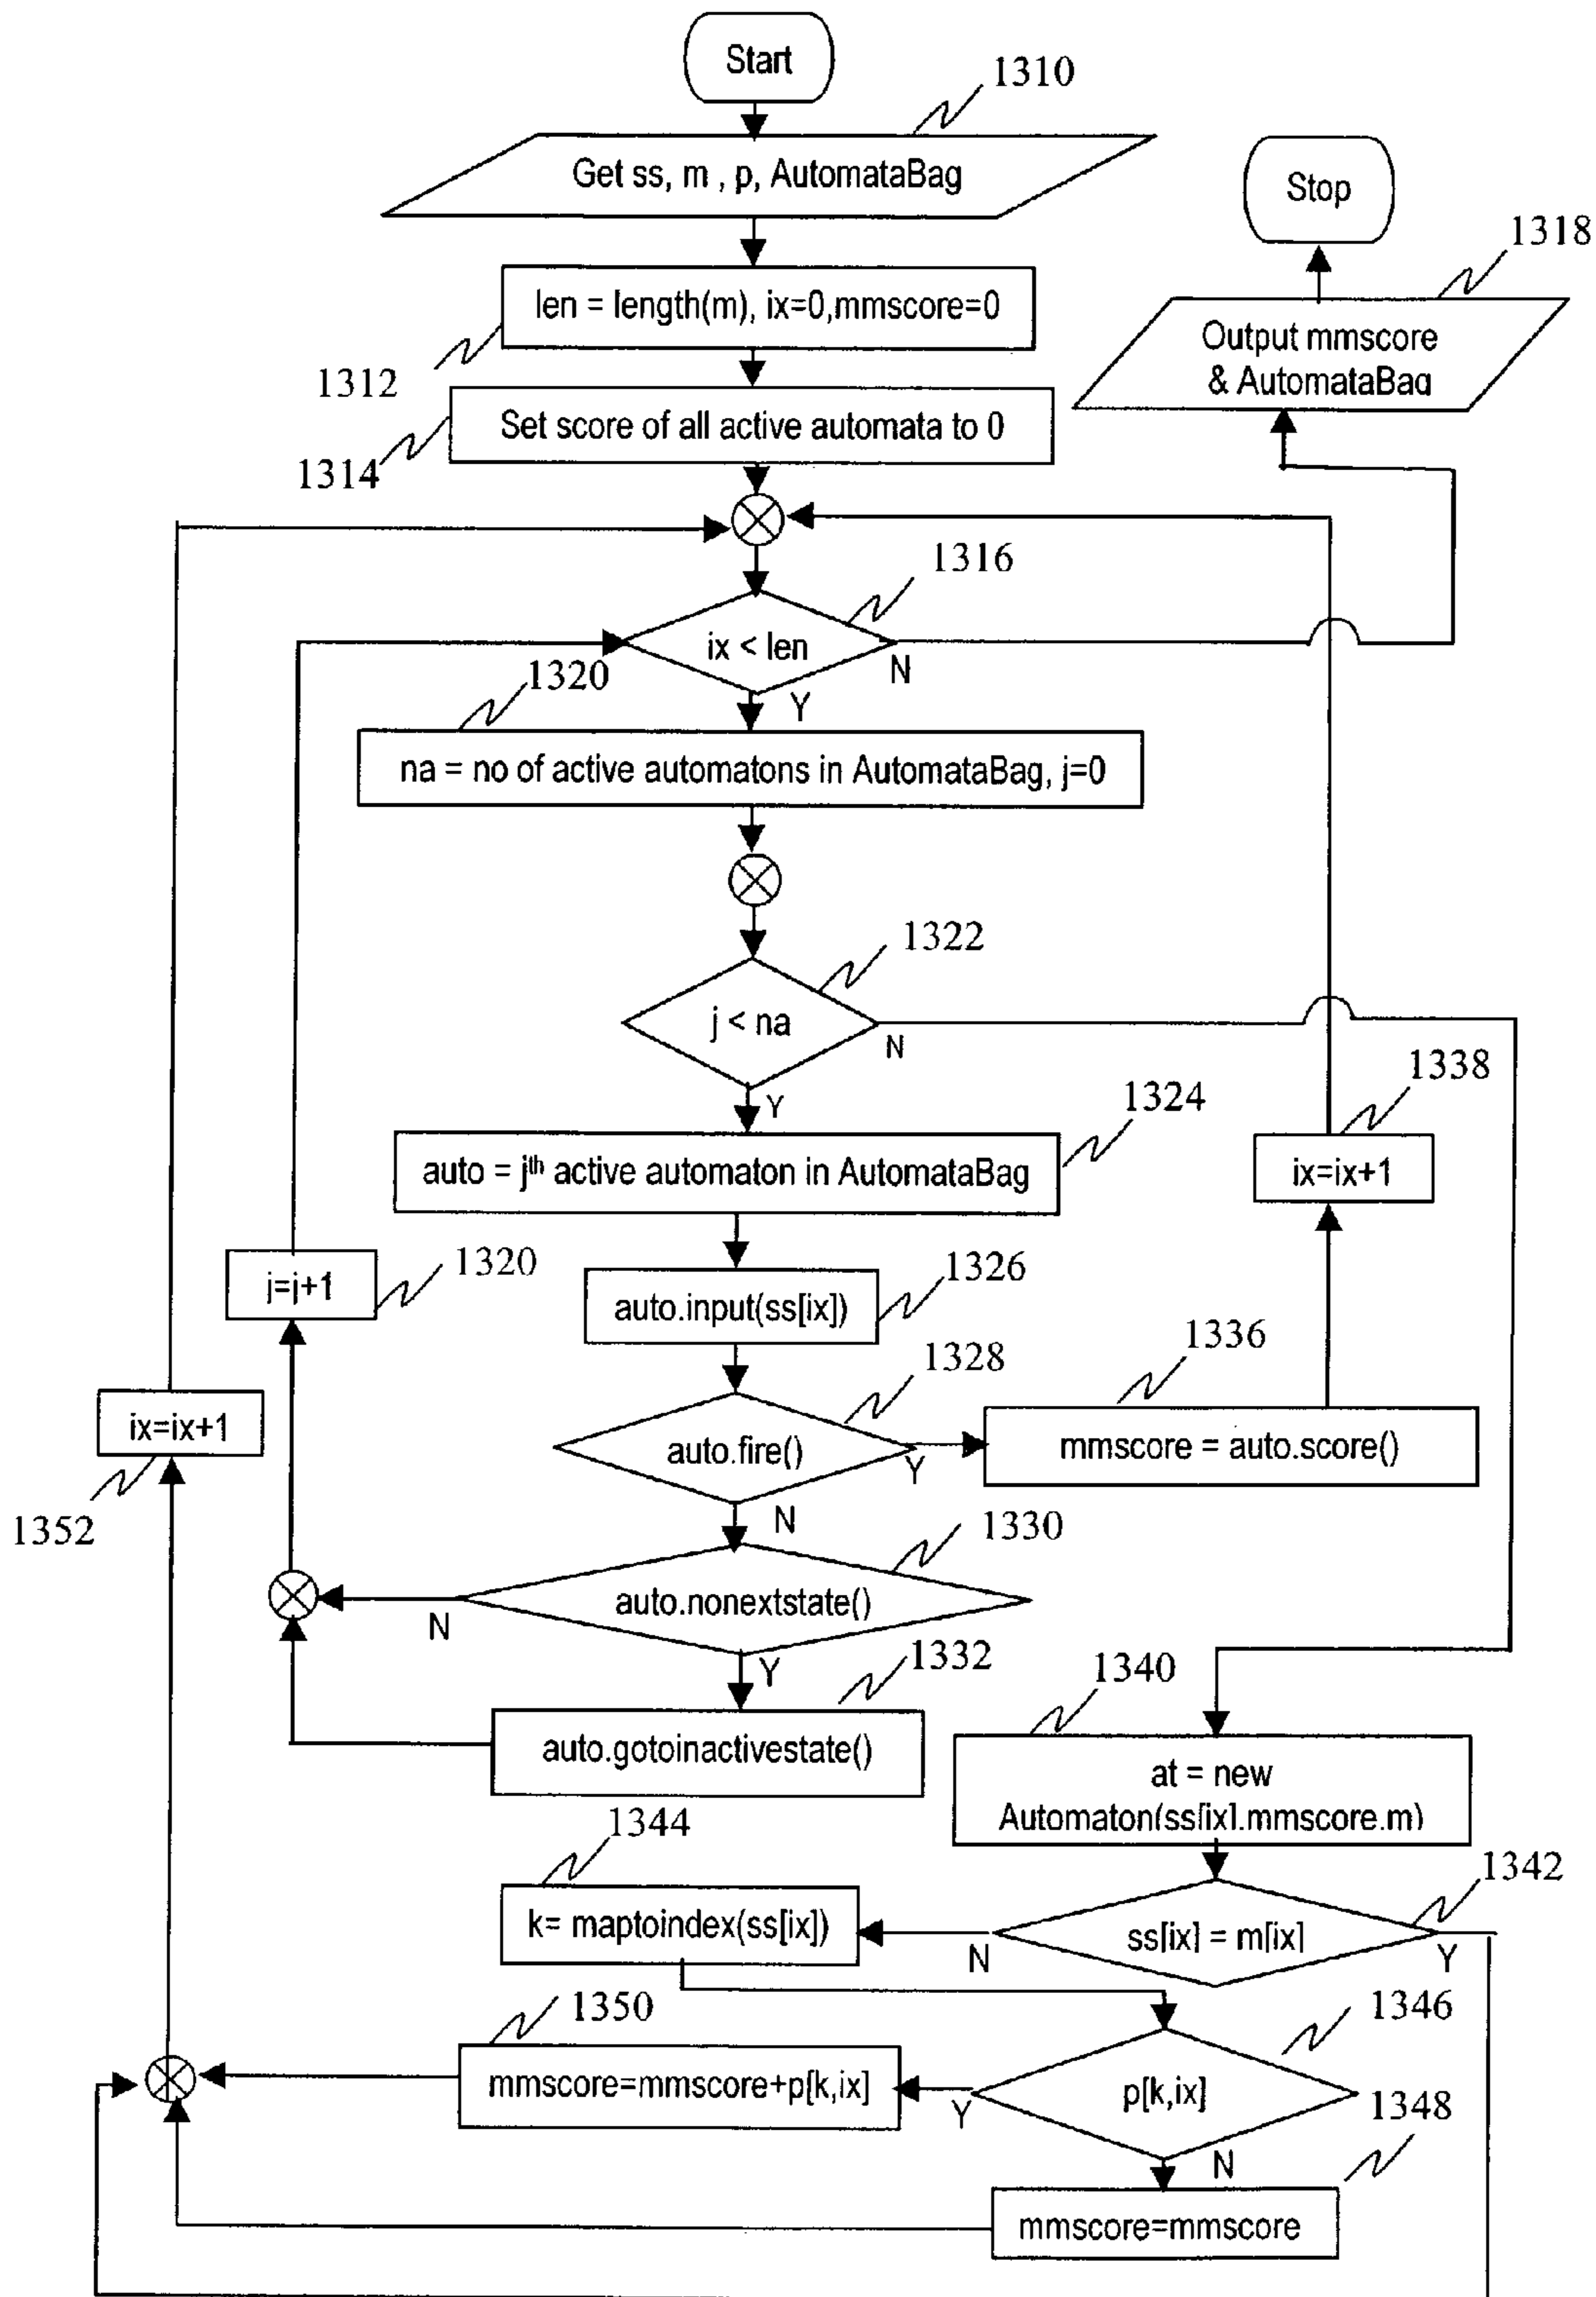 Start
1310
Get ss, m , p, AutomataBag
Stop
1318
len = length(m), ix=0,mmscore=0
Output mmscore
& AutomataBag
1312
Set score of all active automata to 0
1314
1316
ix < len
N
1320
Y
na = no of active automatons in AutomataBag, j=0
1322
j < na
N
1338
Y
1324
auto = jth active automaton in AutomataBag
ix=ix+1
1320
j=j+1
1326
auto.input(ss[ix])
1336
1328
ix=ix+1
auto.fire()
Y
mmscore = auto.score()
1352
N
1330
auto.nonextstate()
N
Y
1332
1340
auto.gotoinactivestate()
at = new
Automaton(ss[ix].mmscore.m)
1344
1342
k= maptoindex(ss[ix])
ss[ix] = m[ix]
N
Y
1350
1346
mmscore=mmscore+p[k,ix]
p[k,ix]
Y
1348
N
mmscore=mmscore